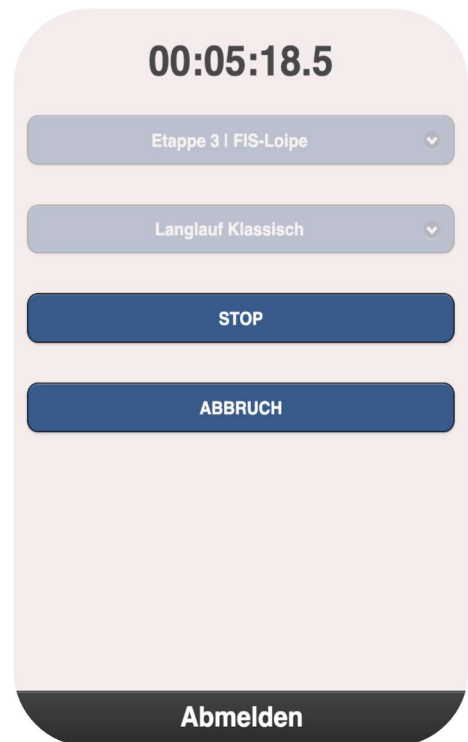 00:05:18.5
Etappe 3 | FIS-Loipe
Langlauf Klassisch
STOP
ABBRUCH
Abmelden